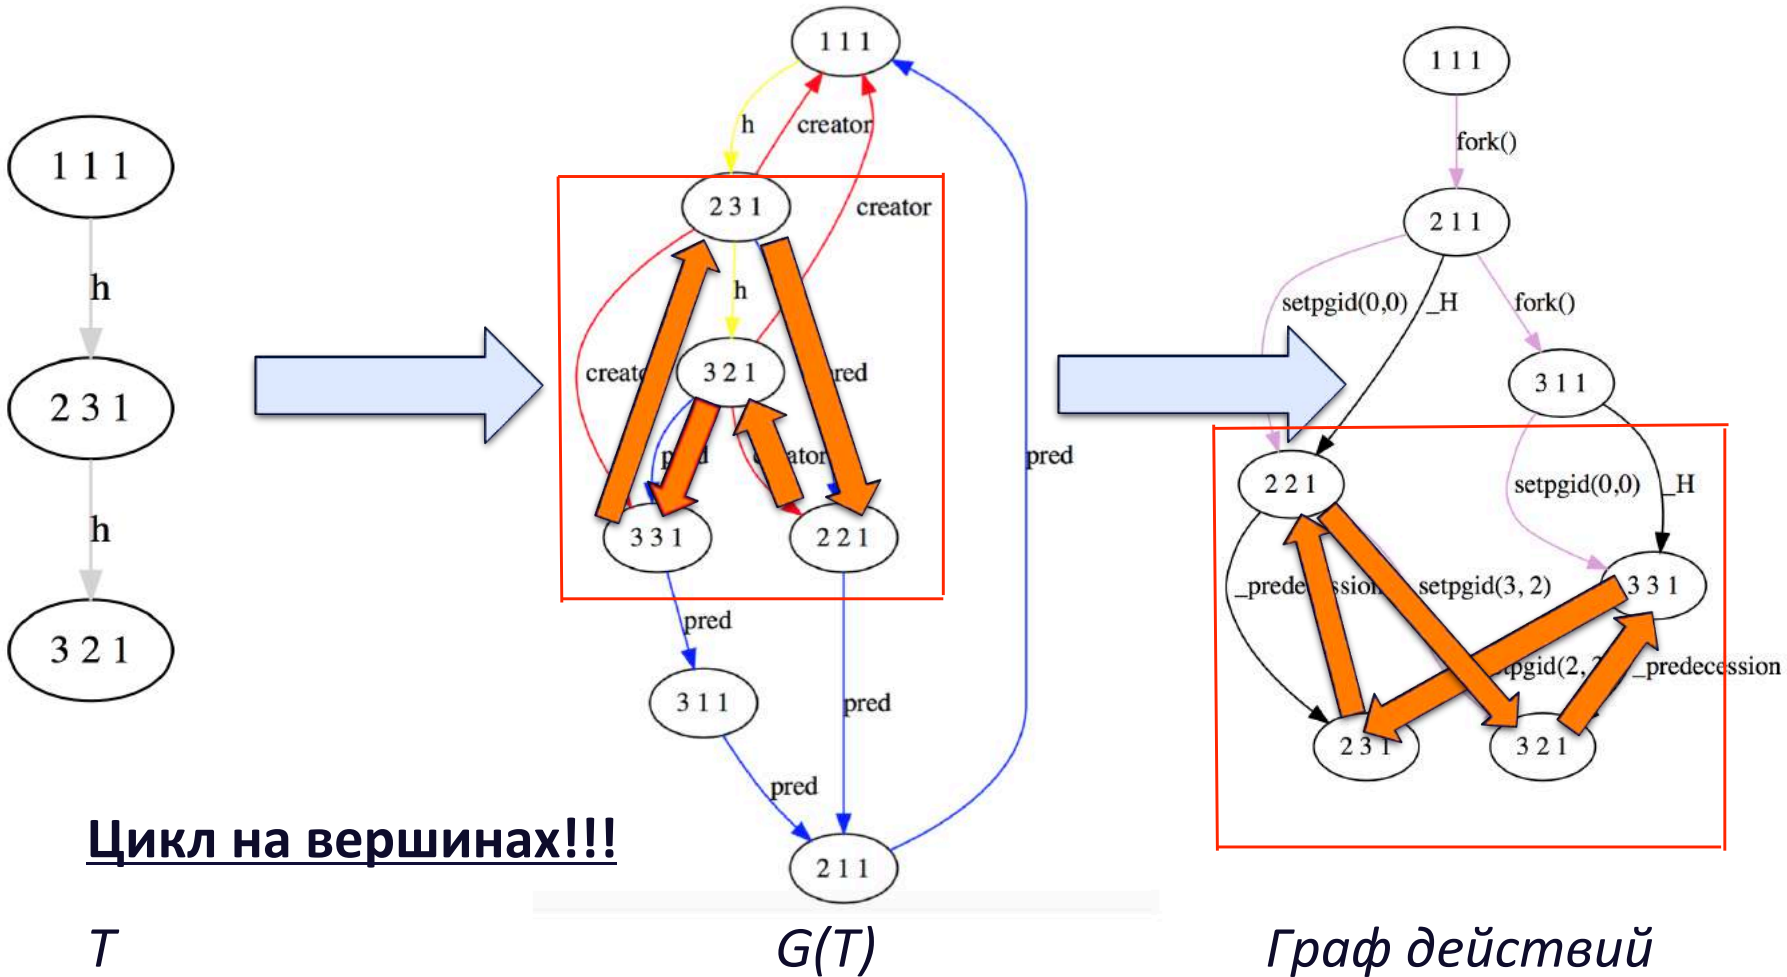 1 1 1
h
2 3 1
h
3 2 1
1 1 1
h
creator
2 3 1
creator
h
3 2 1
3 3 1
2 2 1
pred
pred
3 1 1
pred
pred
2 1 1
1 1 1
fork()
2 1 1
setpgid(0,0)
_H
fork()
3 1 1
2 2 1
setpgid(0,0)
_H
setpgid(3, 2)
3 3 1
_predecession
2 3 1
3 2 1
Цикл на вершинах!!!
T
G(T)
Граф действий